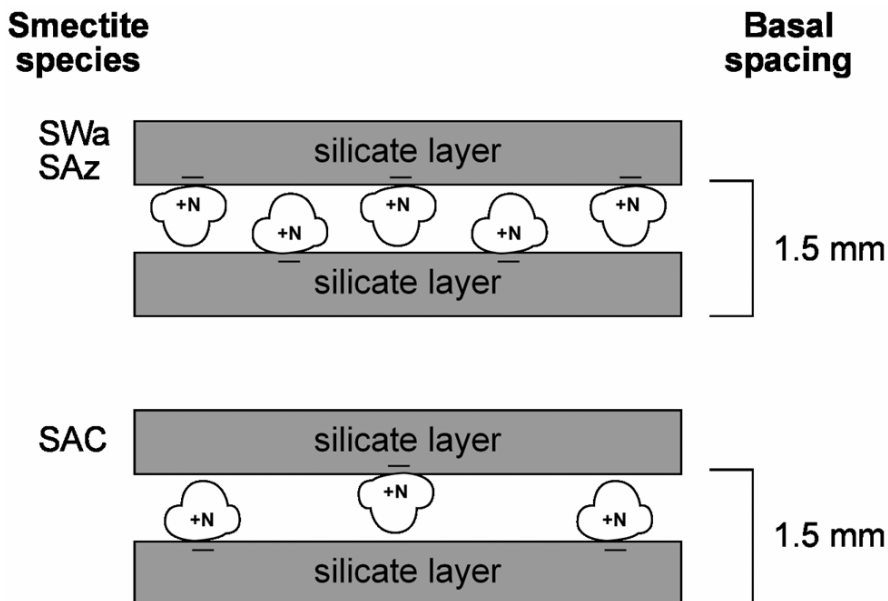 Smectite
species
Basal
spacing
SWa
SAz
silicate layer
+N
+N
+N
+N
+N
silicate layer
1.5 mm
SAC
silicate layer
+N
+N
+N
silicate layer
1.5 mm